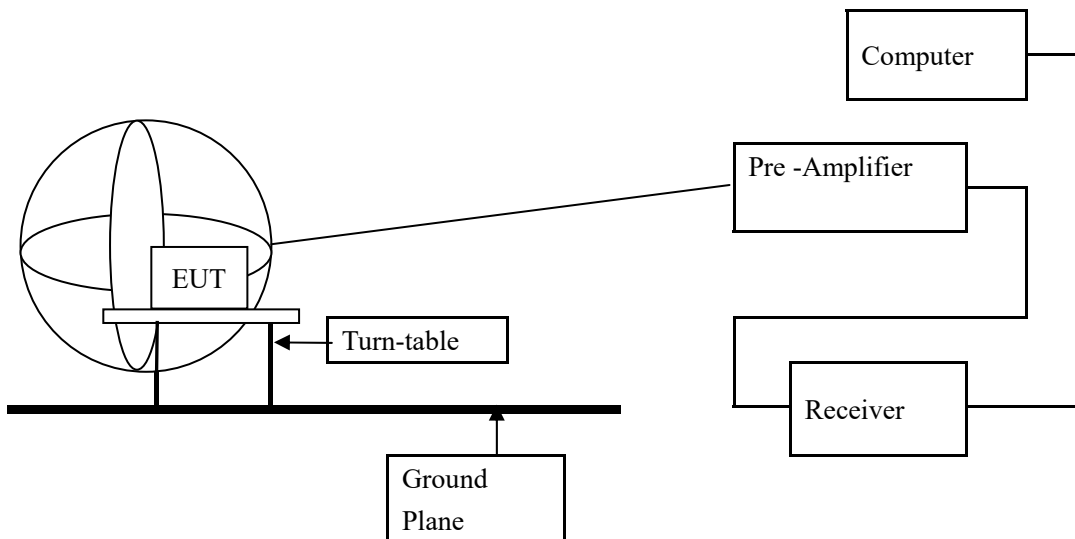 Computer
Pre -Amplifier
EUT
Turn-table
Receiver
Ground
Plane